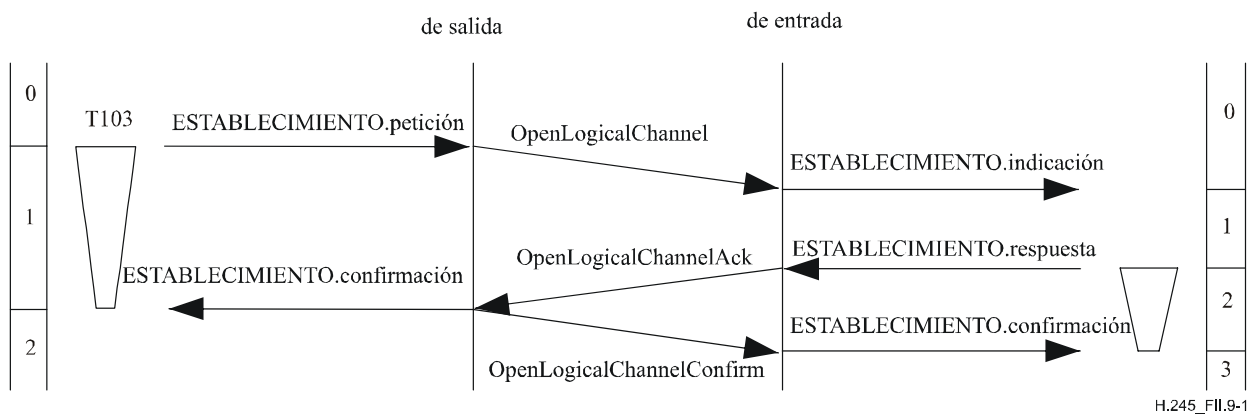 de salida
de entrada
0
T103
ESTABLECIMIENTO.petición
OpenLogicalChannel
0
ESTABLECIMIENTO.indicación
1
1
ESTABLECIMIENTO.respuesta
OpenLogicalChannelAck
ESTABLECIMIENTO.confirmación
2
ESTABLECIMIENTO.confirmación
2
OpenLogicalChannelConfirm
3
H.245_FII.9-1